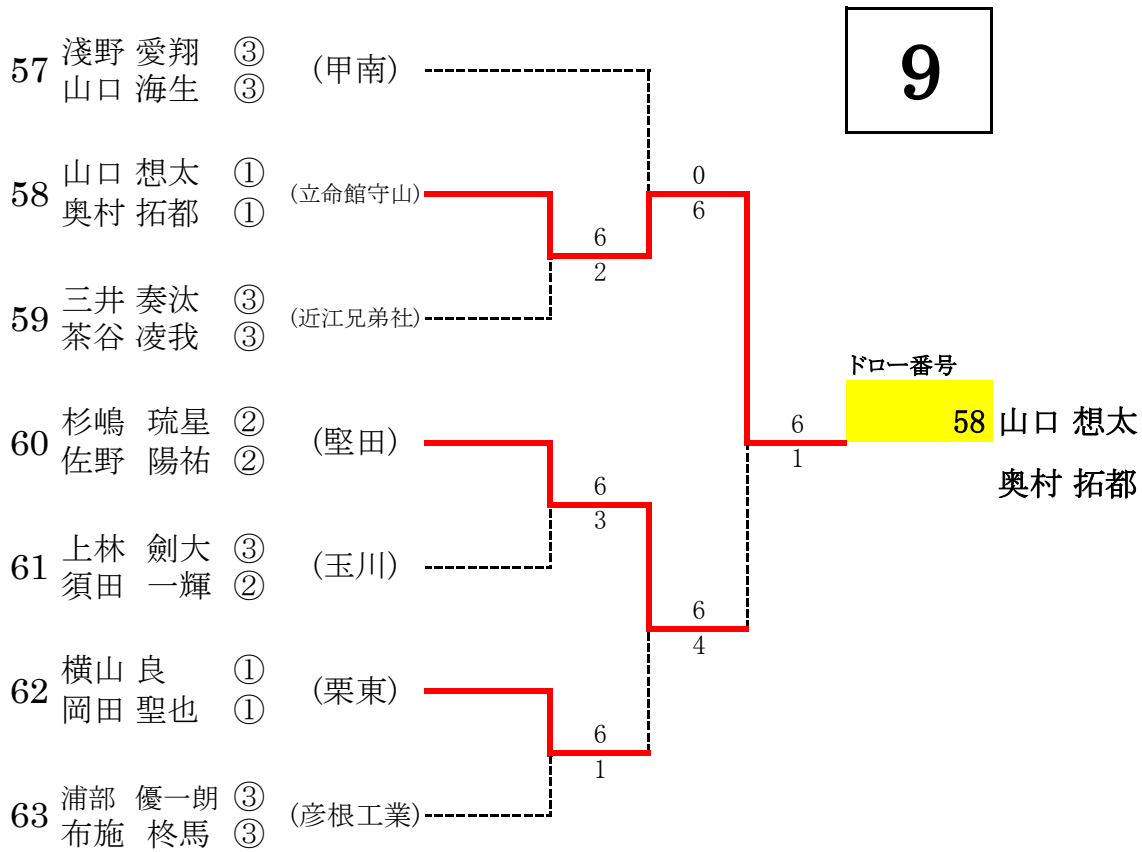 9
57 淺野 愛翔 ③ (甲南)
山口 海生 ③
58 山口 想太 ① (立命館守山)
奥村 拓都 ①
0
6
6
2
59 三井 奏汰 ③ (近江兄弟社)
茶谷 凌我 ③
ドロー番号
58 山口 想太
奥村 拓都
6
1
60 杉嶋 琉星 ② (堅田)
佐野 陽祐 ②
6
3
61 上林 劍大 ③ (玉川)
須田 一輝 ②
6
4
62 横山 良 ① (栗東)
岡田 聖也 ①
6
1
63 浦部 優一朗 ③ (彦根工業)
布施 柊馬 ③